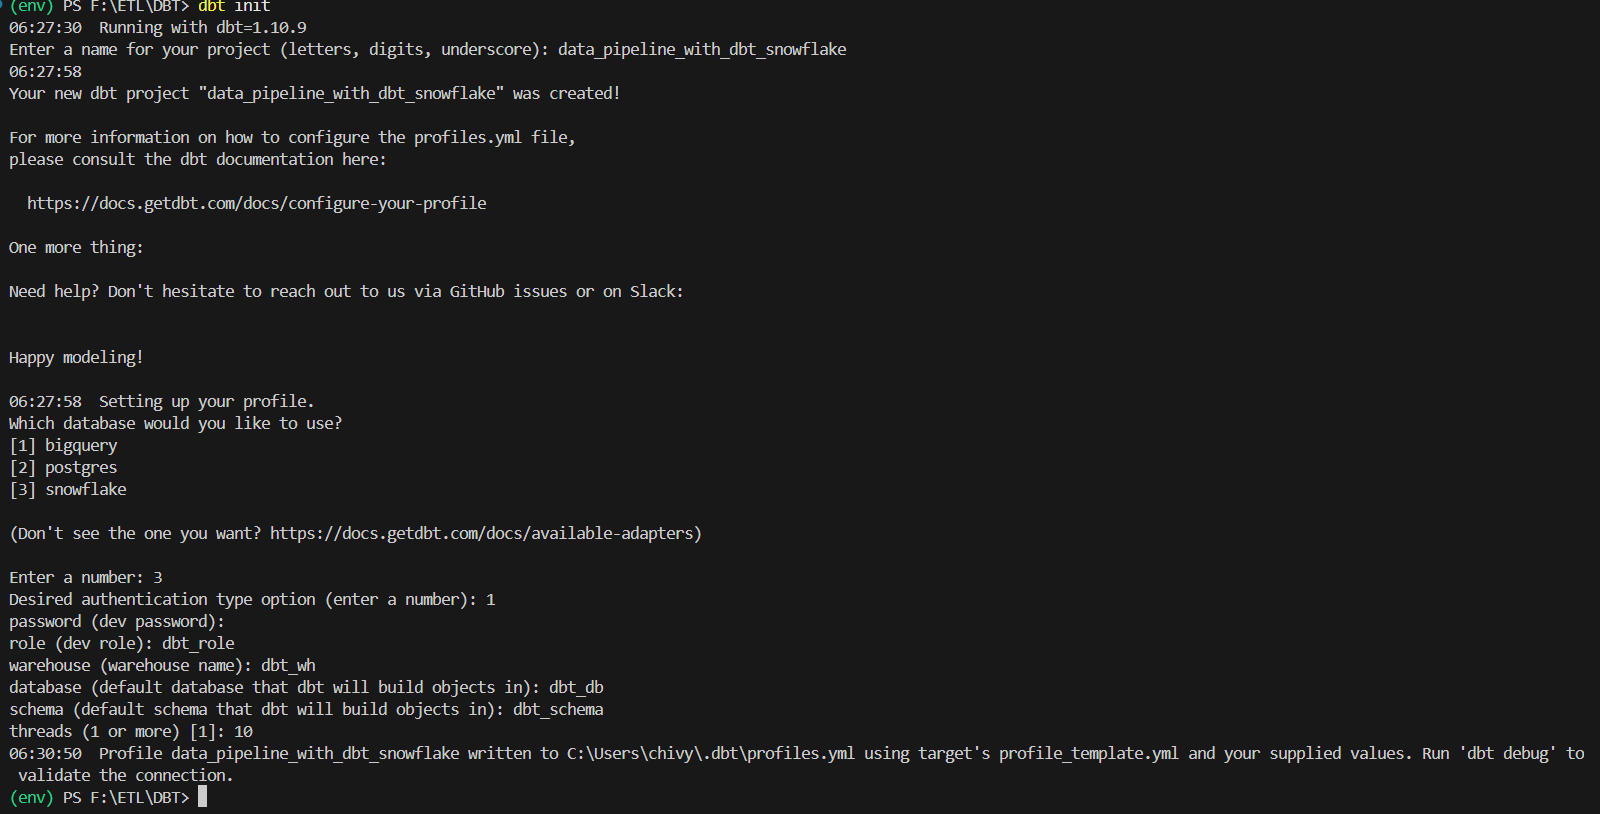 (env) PS F:\ETL\DBT> dbt init
06:27:30  Running with dbt=1.10.9
Enter a name for your project (letters, digits, underscore): data_pipeline_with_dbt_snowflake
06:27:58
Your new dbt project "data_pipeline_with_dbt_snowflake" was created!
For more information on how to configure the profiles.yml file,
please consult the dbt documentation here:
https://docs.getdbt.com/docs/configure-your-profile
One more thing:
Need help? Don't hesitate to reach out to us via GitHub issues or on Slack:
Happy modeling!
06:27:58  Setting up your profile.
Which database would you like to use?
[1] bigquery
[2] postgres
[3] snowflake
(Don't see the one you want? https://docs.getdbt.com/docs/available-adapters)
Enter a number: 3
Desired authentication type option (enter a number): 1
password (dev password):
role (dev role): dbt_role
warehouse (warehouse name): dbt_wh
database (default database that dbt will build objects in): dbt_db
schema (default schema that dbt will build objects in): dbt_schema
threads (1 or more) [1]: 10
06:30:50  Profile data_pipeline_with_dbt_snowflake written to C:\Users\chivy\.dbt\profiles.yml using target's profile_template.yml and your supplied values. Run 'dbt debug' to
validate the connection.
(env) PS F:\ETL\DBT>